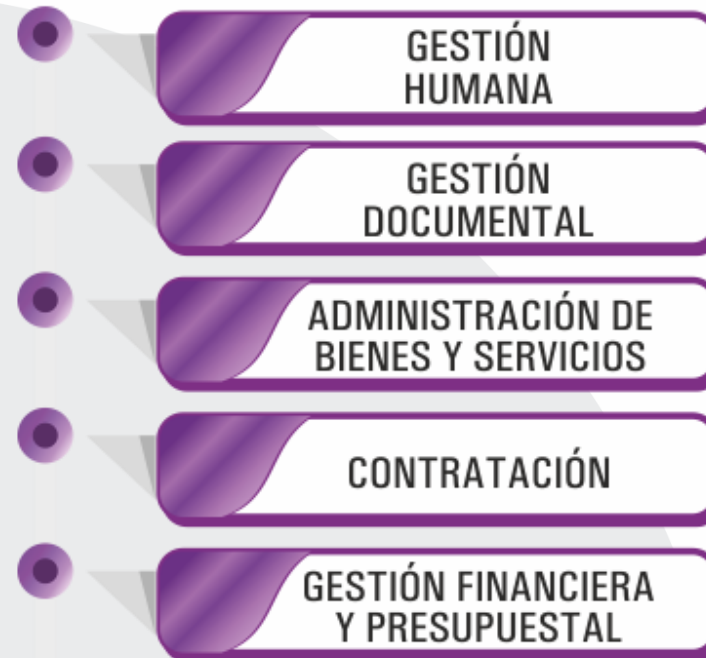 GESTIÓN
HUMANA
GESTIÓN
DOCUMENTAL
ADMINISTRACIÓN DE
BIENES Y SERVICIOS
CONTRATACIÓN
GESTIÓN FINANCIERA
Y PRESUPUESTAL